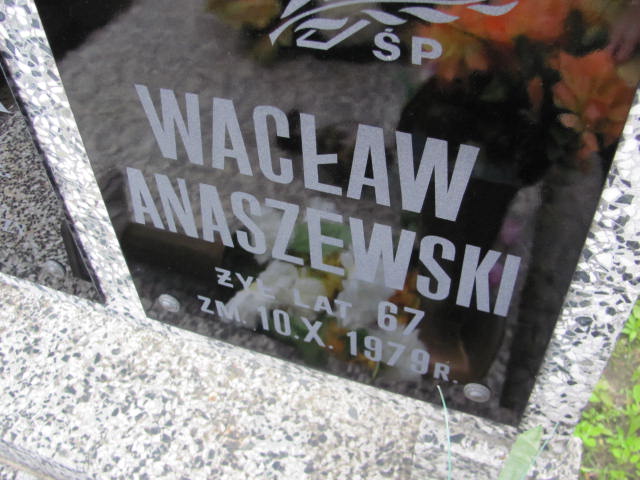 ŚP
WACŁAW
ANASZEWSKI
ŻYŁ LAT 67
ZM. 10.X.1979R.